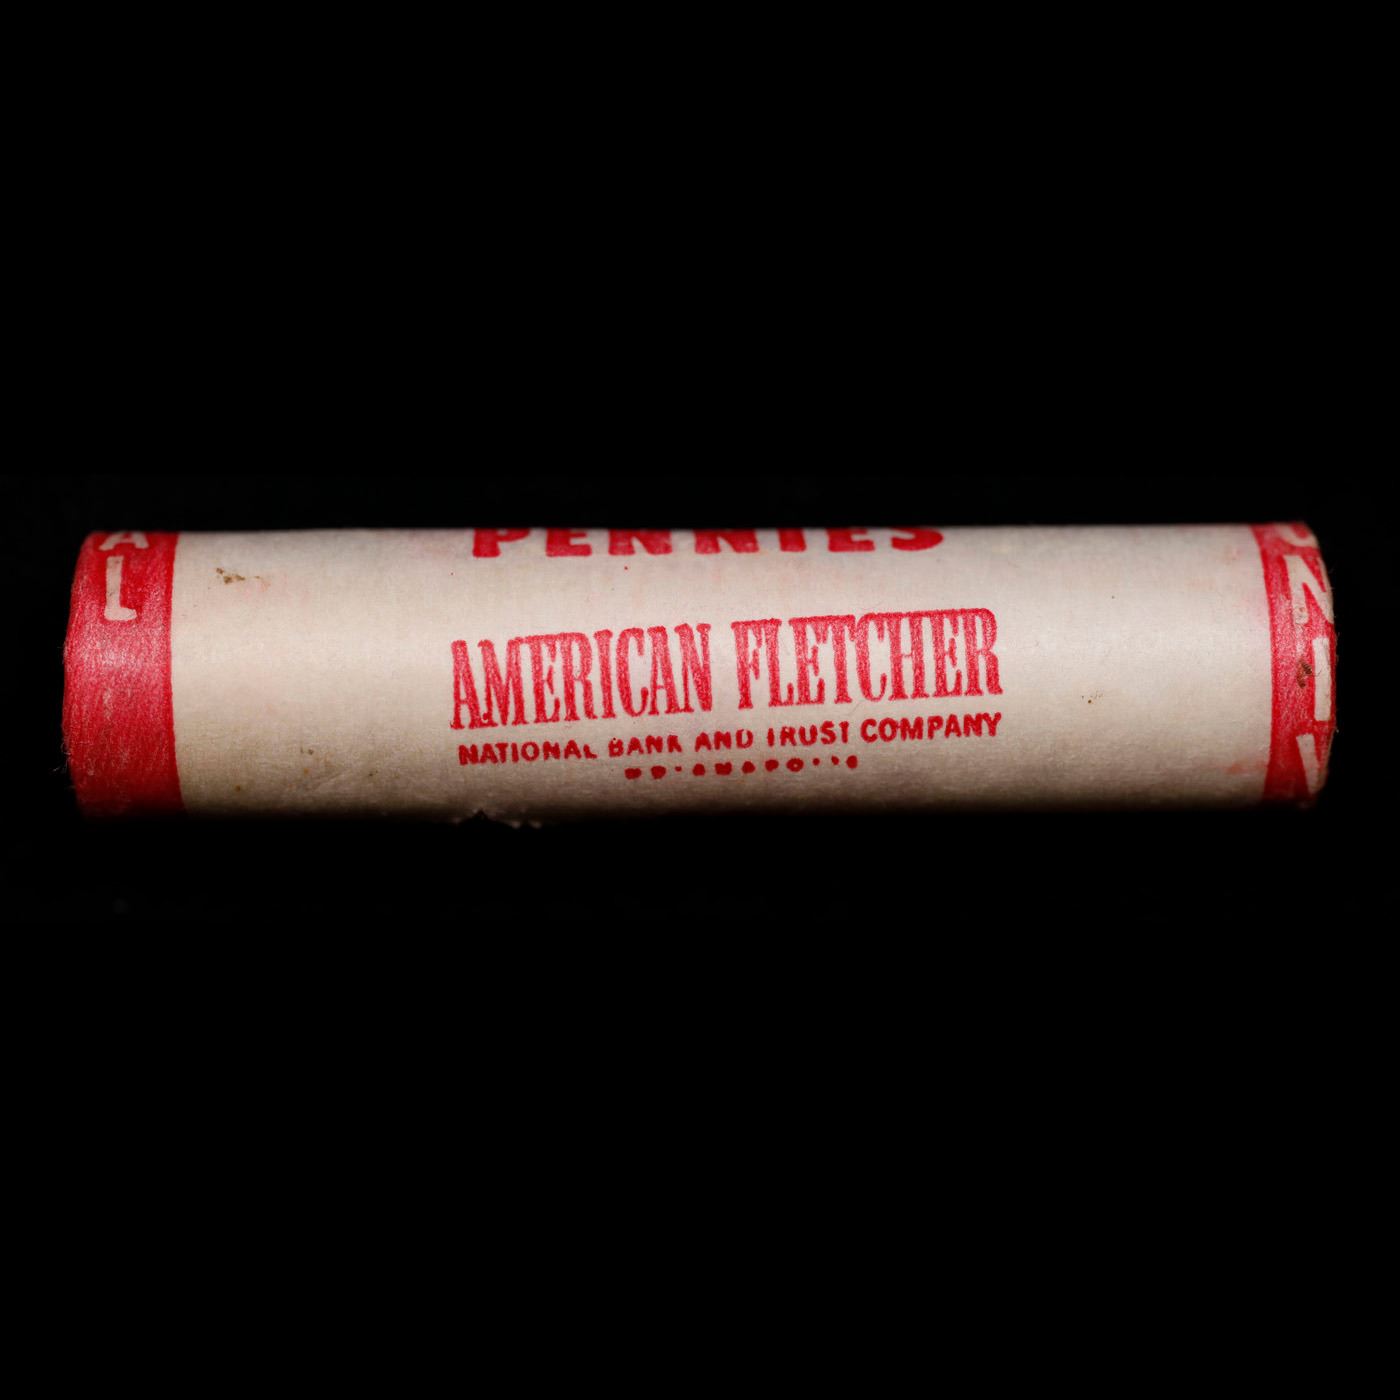 PENNIES
AMERICAN FLETCHER
NATIONAL BANK AND TRUST COMPANY